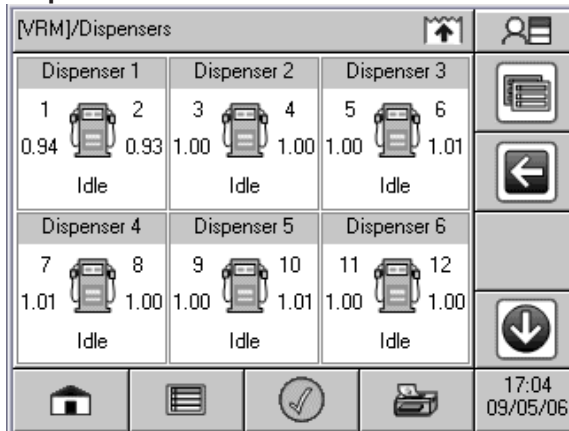 [VRM]/Dispensers
Dispenser 1 Dispenser 2 Dispenser 3
1 2 3 4 5 6
0.94 0.93 1.00 1.00 1.00 1.01
Idle Idle Idle
Dispenser 4 Dispenser 5 Dispenser 6
7 8 9 10 11 12
1.01 1.00 1.00 1.01 1.00 1.00
Idle Idle Idle
17:04
09/05/06